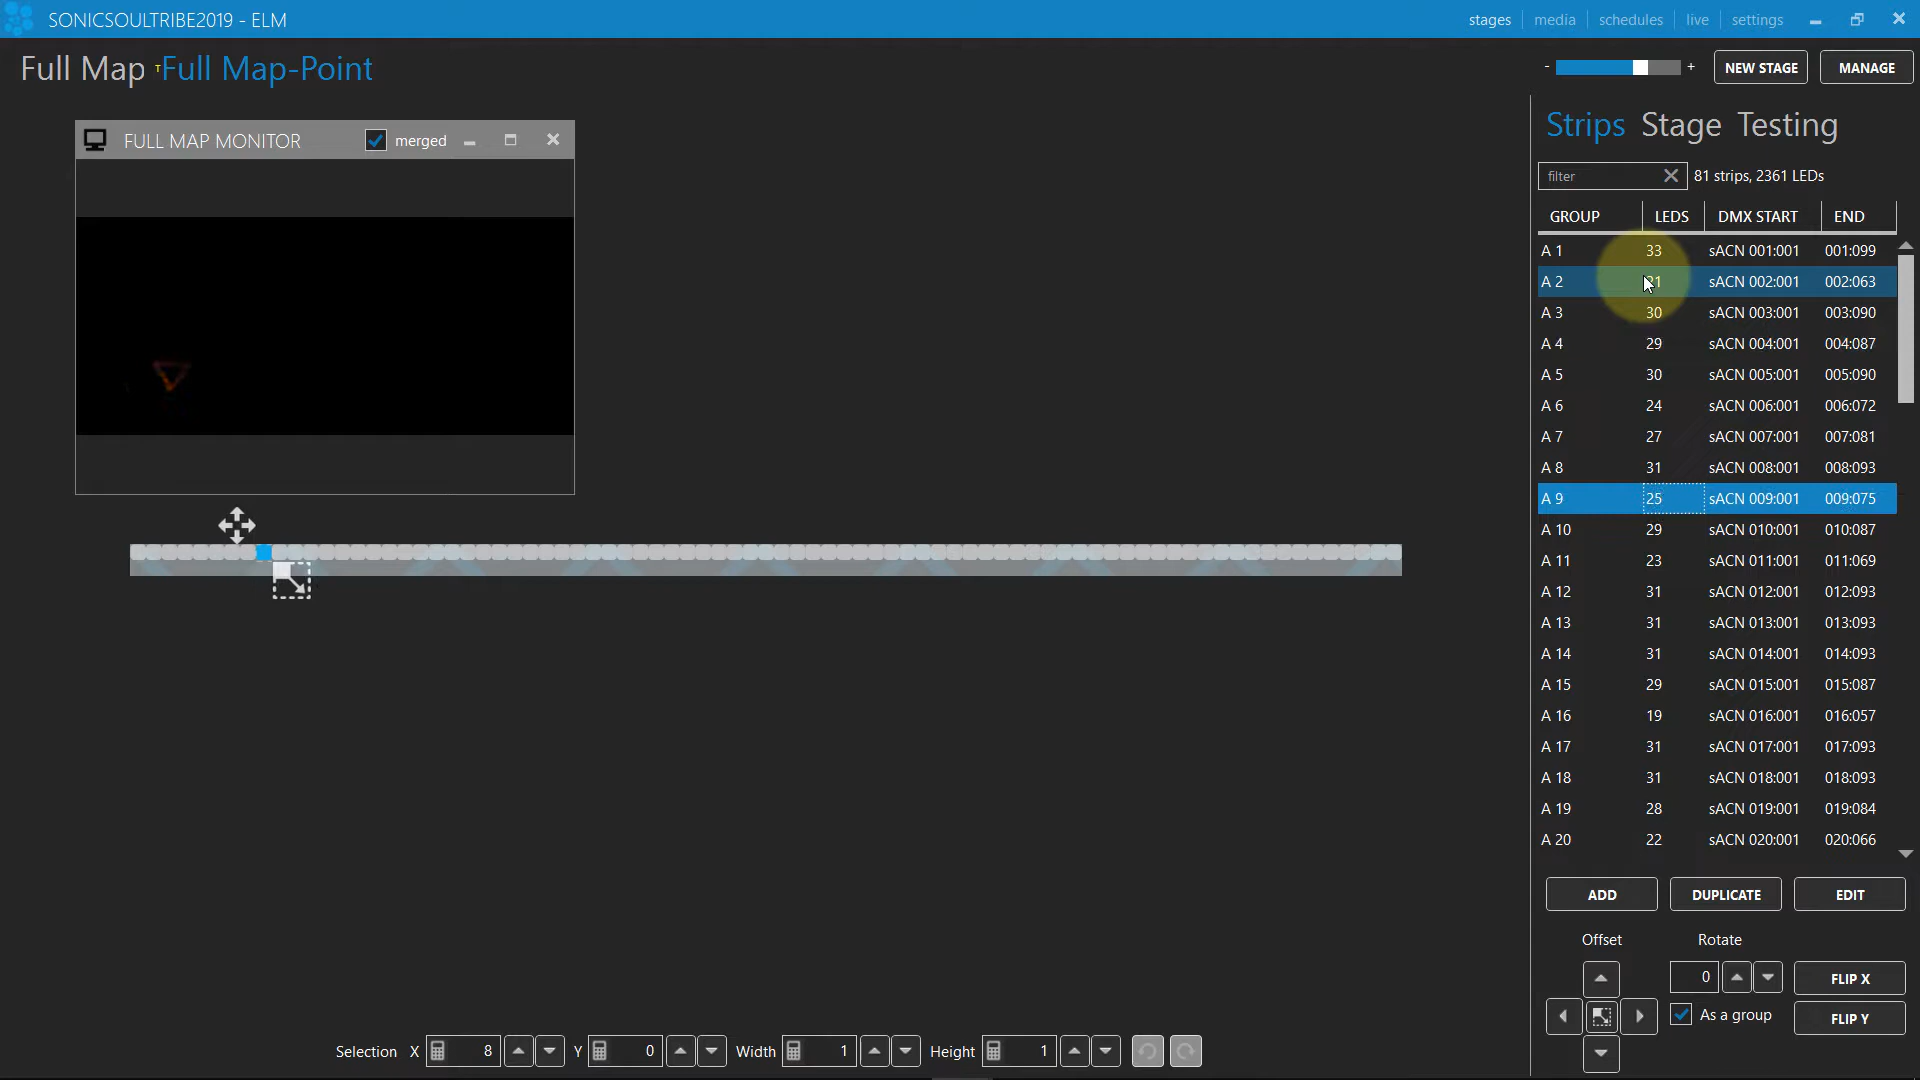 SONICSOULTRIBE2019 - ELM
stages media schedules live settings
Full Map T Full Map-Point
- + NEW STAGE MANAGE
FULL MAP MONITOR merged
Strips Stage Testing
filter 81 strips, 2361 LEDs
GROUP LEDS DMX START END
A 1 33 sACN 001:001 001:099
A 2 21 sACN 002:001 002:063
A 3 30 sACN 003:001 003:090
A 4 29 sACN 004:001 004:087
A 5 30 sACN 005:001 005:090
A 6 24 sACN 006:001 006:072
A 7 27 sACN 007:001 007:081
A 8 31 sACN 008:001 008:093
A 9 25 sACN 009:001 009:075
A 10 29 sACN 010:001 010:087
A 11 23 sACN 011:001 011:069
A 12 31 sACN 012:001 012:093
A 13 31 sACN 013:001 013:093
A 14 31 sACN 014:001 014:093
A 15 29 sACN 015:001 015:087
A 16 19 sACN 016:001 016:057
A 17 31 sACN 017:001 017:093
A 18 31 sACN 018:001 018:093
A 19 28 sACN 019:001 019:084
A 20 22 sACN 020:001 020:066
ADD DUPLICATE EDIT
Offset Rotate
0 FLIP X
As a group FLIP Y
Selection X 8 Y 0 Width 1 Height 1